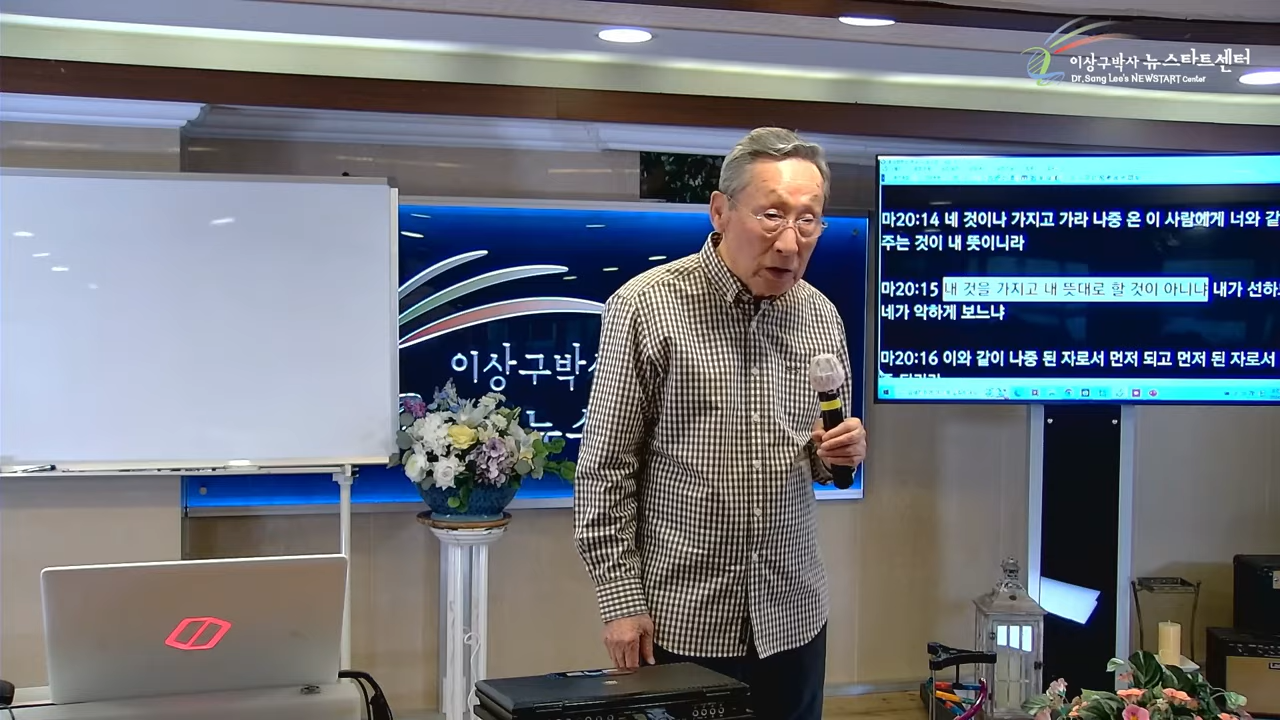 이상구박사 뉴스타트센터
Dr. Sang Lee's NEWSTART Center
마20:14 네 것이나 가지고 가라 나중 온 이 사람에게 너와 같
주는 것이 내 뜻이니라
마20:15 내 것을 가지고 내 뜻대로 할 것이 아니냐 내가 선하
네가 악하게 보느냐
마20:16 이와 같이 나중 된 자로서 먼저 되고 먼저 된 자로서
이상구박
뉴